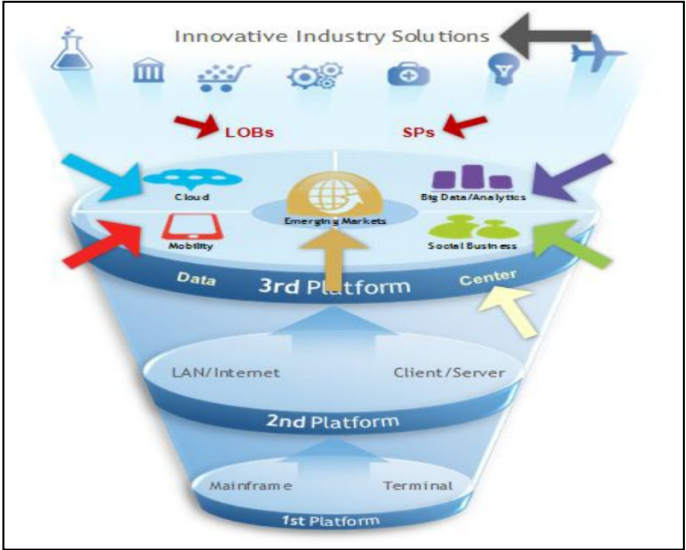 Innovative Industry Solutions
LOBs SPs
Cloud Big Data/Analytics
Emerging Markets
Mobility Social Business
Data Center
3rd Platform
LAN/Internet Client/Server
2nd Platform
Mainframe Terminal
1st Platform